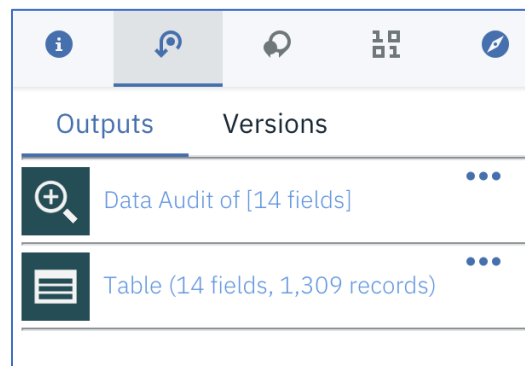 Outputs Versions
Data Audit of [14 fields]
Table (14 fields, 1,309 records)